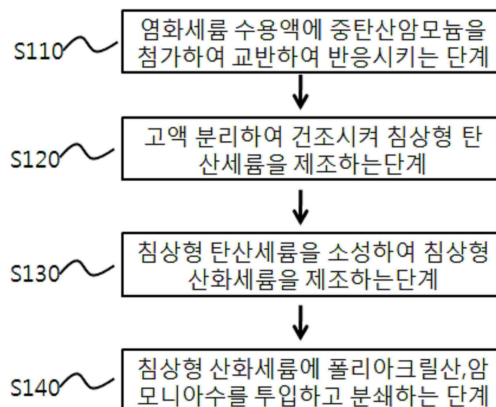 S110
염화세륨 수용액에 중탄산암모늄을
첨가하여 교반하여 반응시키는 단계
S120
고액 분리하여 건조시켜 침상형 탄
산세륨을 제조하는단계
S130
침상형 탄산세륨을 소성하여 침상형
산화세륨을 제조하는단계
S140
침상형 산화세륨에 폴리아크릴산,암
모니아수를 투입하고 분쇄하는 단계